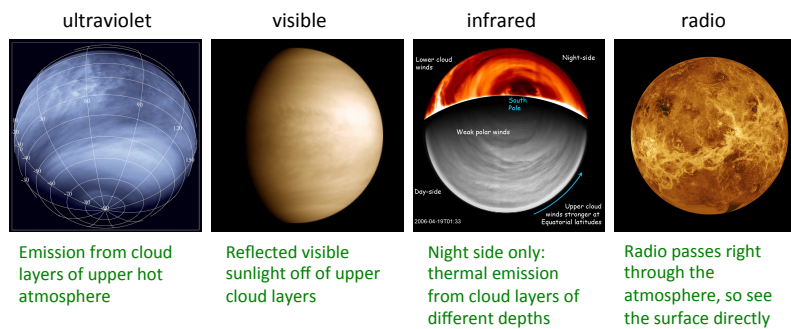 ultraviolet
visible
infrared
radio
Lower cloud
winds
Night-side
South
Pole
Weak polar winds
Day-side
Upper cloud
winds stronger at
Equatorial latitudes
2006-04-19T01:33
Emission from cloud
layers of upper hot
atmosphere
Reflected visible
sunlight off of upper
cloud layers
Night side only:
thermal emission
from cloud layers of
different depths
Radio passes right
through the
atmosphere, so see
the surface directly